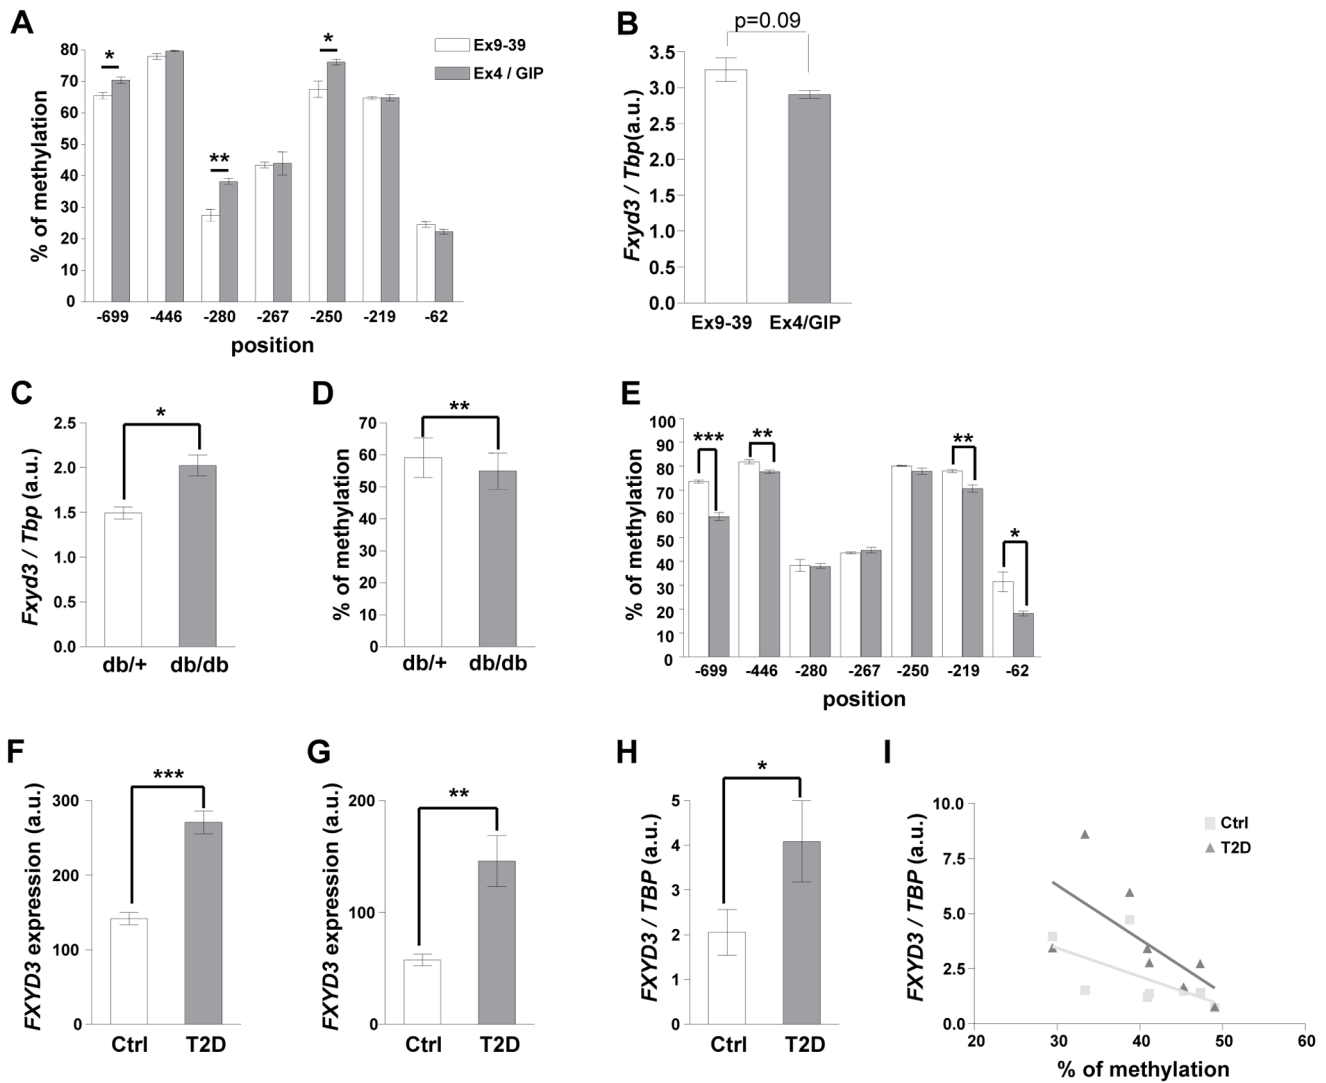 A
% of methylation
80
70
60
50
40
30
20
10
0
*
**
*
Ex9-39
Ex4 / GIP
-699 -446 -280 -267 -250 -219 -62
position
B
p=0.09
Fxyd3 / Tbp(a.u.)
3.5
3.0
2.5
2.0
1.5
1.0
0.5
0.0
Ex9-39 Ex4/GIP
C
*
Fxyd3 / Tbp (a.u.)
2.5
2.0
1.5
1.0
0.5
0.0
db/+ db/db
D
**
% of methylation
70
60
50
40
30
20
10
0
db/+ db/db
E
% of methylation
100
90
80
70
60
50
40
30
20
10
0
***
**
**
*
-699 -446 -280 -267 -250 -219 -62
position
F
***
FXYD3 expression (a.u.)
300
200
100
0
Ctrl T2D
G
**
FXYD3 expression (a.u.)
200
100
0
Ctrl T2D
H
*
FXYD3 / TBP (a.u.)
5
4
3
2
1
0
Ctrl T2D
I
FXYD3 / TBP (a.u.)
10.0
7.5
5.0
2.5
0.0
Ctrl
T2D
20 30 40 50 60
% of methylation